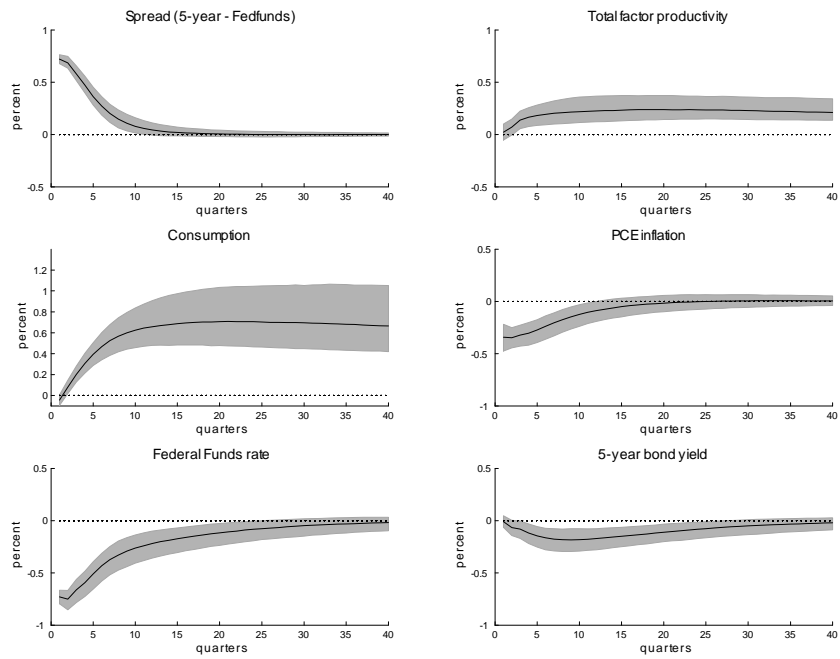 Spread (5-year - Fedfunds)
1
0.5
0
-0.5
percent
0 5 10 15 20 25 30 35 40
quarters
Total factor productivity
1
0.5
0
-0.5
percent
0 5 10 15 20 25 30 35 40
quarters
Consumption
1.2
1
0.8
0.6
0.4
0.2
0
percent
0 5 10 15 20 25 30 35 40
quarters
PCE inflation
0.5
0
-0.5
-1
percent
0 5 10 15 20 25 30 35 40
quarters
Federal Funds rate
0.5
0
-0.5
-1
percent
0 5 10 15 20 25 30 35 40
quarters
5-year bond yield
0.5
0
-0.5
-1
percent
0 5 10 15 20 25 30 35 40
quarters